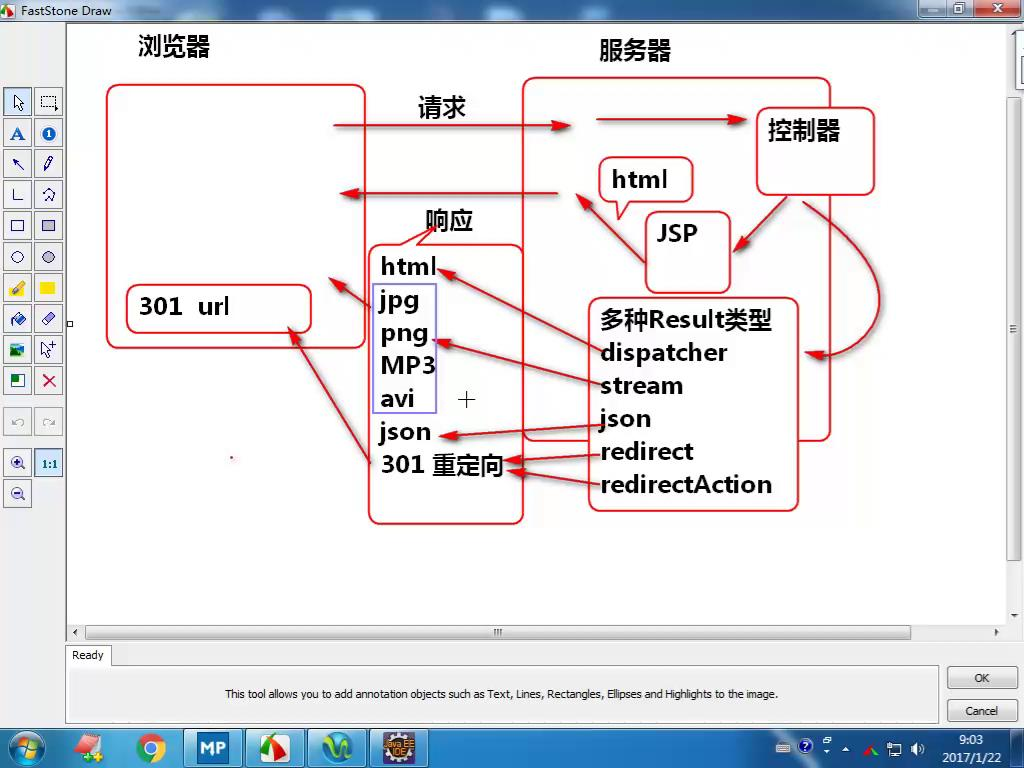 FastStone Draw
浏览器
服务器
请求
控制器
html
JSP
响应
html
jpg
png
MP3
avi
json
301 重定向
301 url
多种Result类型
dispatcher
stream
json
redirect
redirectAction
A
1
1:1
Ready
This tool allows you to add annotation objects such as Text, Lines, Rectangles, Ellipses and Highlights to the image.
OK
Cancel
MP
Java EE
IDE
9:03
2017/1/22